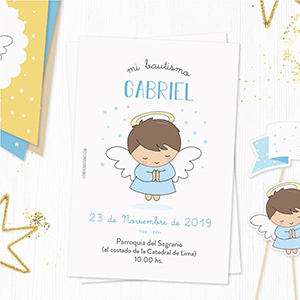 mi bautismo
GABRIEL
23 de Noviembre de 2019
Parroquia del Sagrario
(al costado de la Catedral de Lima)
10.00 hs.